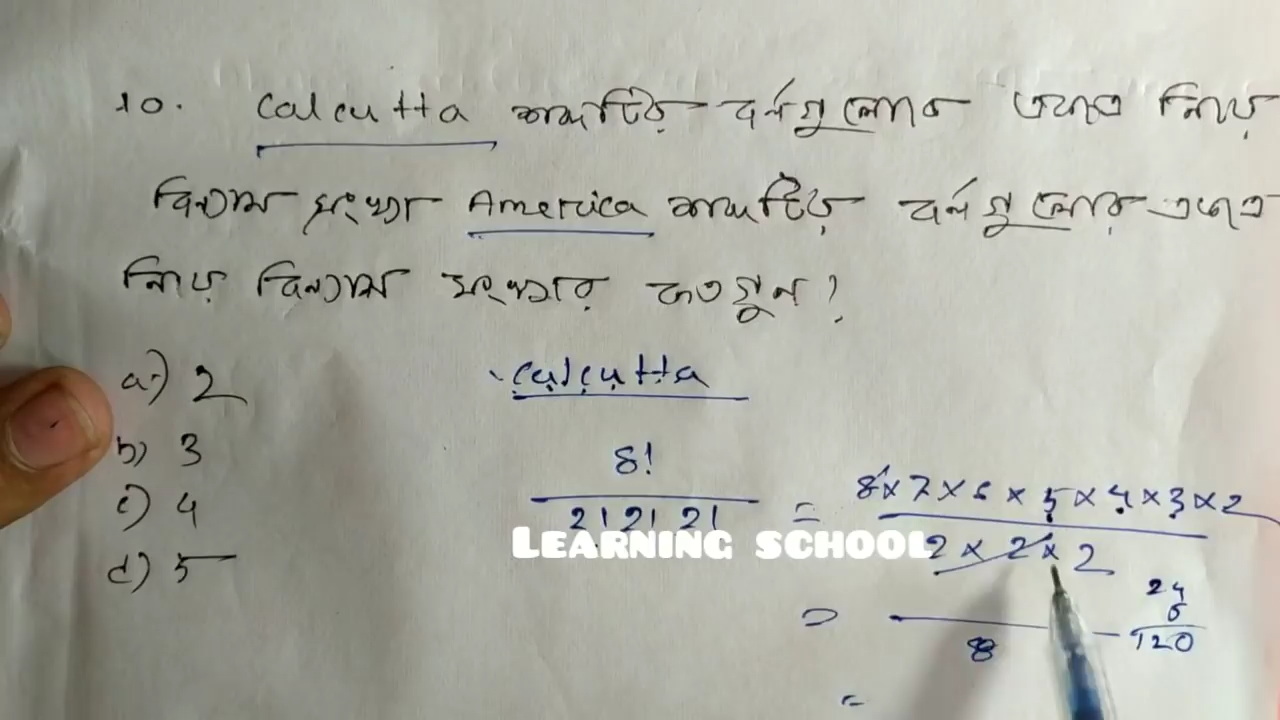 10. Calcutta শব্দটির বর্ণগুলোর একত্রে নিয়ে
বিন্যাস সংখ্যা America শব্দটির বর্ণগুলোর একত্রে
নিয়ে বিন্যাস সংখ্যার কতগুন?
a) 2
b) 3
c) 4
d) 5
Calcutta
8!
2! 2! 2!
= 8×7×6×5×4×3×2
2×2×2
LEARNING SCHOOL
= 8
24
5
120
=